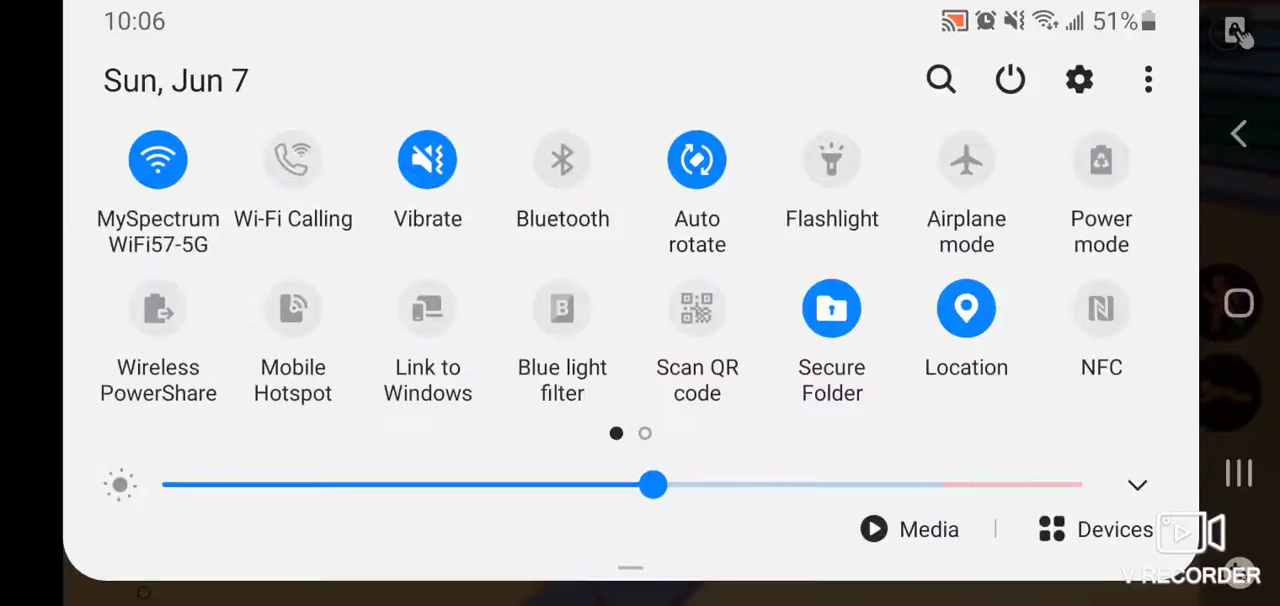 10:06
51%
Sun, Jun 7
MySpectrum
WiFi57-5G
Wi-Fi Calling
Vibrate
Bluetooth
Auto
rotate
Flashlight
Airplane
mode
Power
mode
Wireless
PowerShare
Mobile
Hotspot
Link to
Windows
B
Blue light
filter
Scan QR
code
Secure
Folder
Location
NFC
Media
Devices
V RECORDER